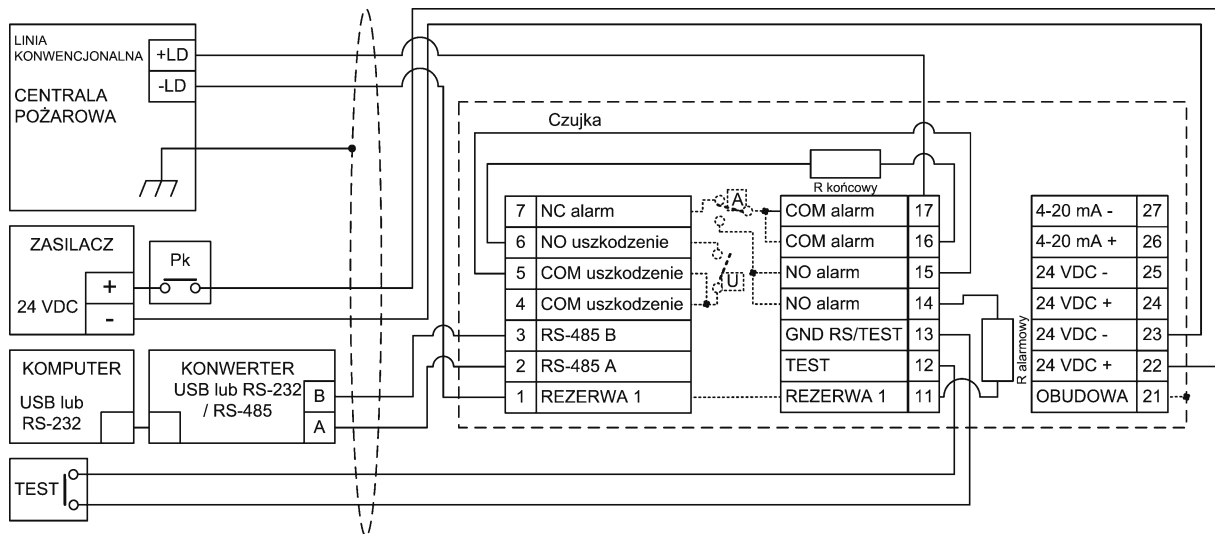 LINIA
KONWENCJONALNA
+LD
-LD
CENTRALA
POŻAROWA
ZASILACZ
24 VDC
+
-
Pk
KOMPUTER
USB lub
RS-232
KONWERTER
USB lub RS-232
/ RS-485
B
A
TEST
Czujka
R końcowy
7 NC alarm
6 NO uszkodzenie
5 COM uszkodzenie
4 COM uszkodzenie
3 RS-485 B
2 RS-485 A
1 REZERWA 1
A
U
COM alarm 17
COM alarm 16
NO alarm 15
NO alarm 14
GND RS/TEST 13
TEST 12
REZERWA 1 11
R alarmowy
4-20 mA - 27
4-20 mA + 26
24 VDC - 25
24 VDC + 24
24 VDC - 23
24 VDC + 22
OBUDOWA 21